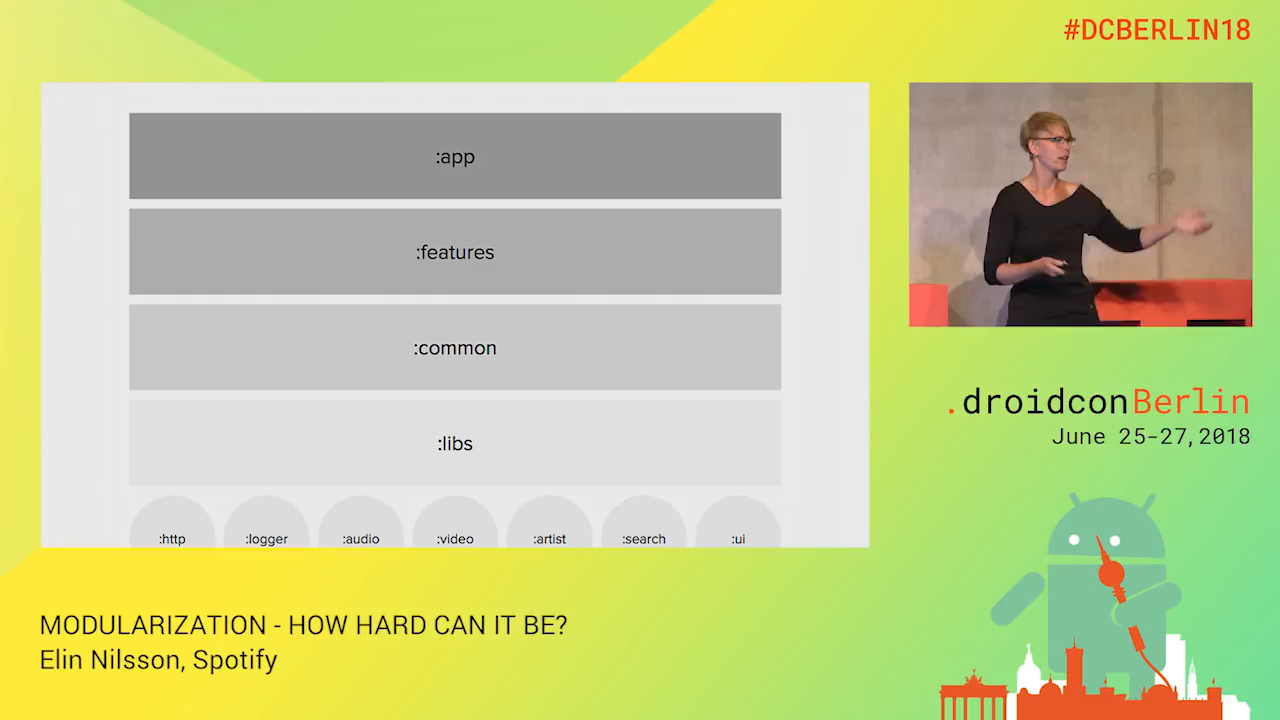 #DCBERLIN18
:app
:features
:common
:libs
:http :logger :audio :video :artist :search :ui
.droidconBerlin
June 25-27,2018
MODULARIZATION - HOW HARD CAN IT BE?
Elin Nilsson, Spotify